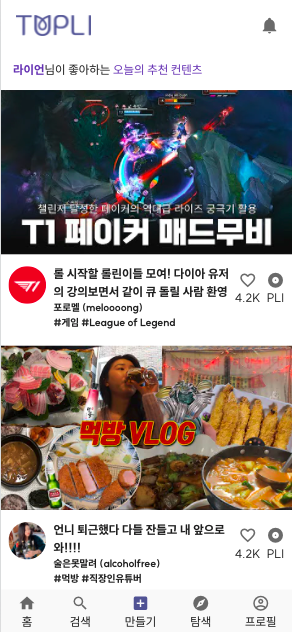 TUPLI
라이언님이 좋아하는 오늘의 추천 컨텐츠
챌린저 달성한 페이커의 역대급 라이즈 궁극기 활용
T1 페이커 매드무비
T1
롤 시작할 롤린이들 모여! 다이아 유저
의 강의보면서 같이 큐 돌릴 사람 환영
포로멜 (meloooong)
#게임 #League of Legend
4.2K
PLI
먹방 VLOG
언니 퇴근했다 다들 잔들고 내 앞으로
와!!!!
술은못말려 (alcoholfree)
#먹방 #직장인유튜버
4.2K
PLI
홈
검색
만들기
탐색
프로필